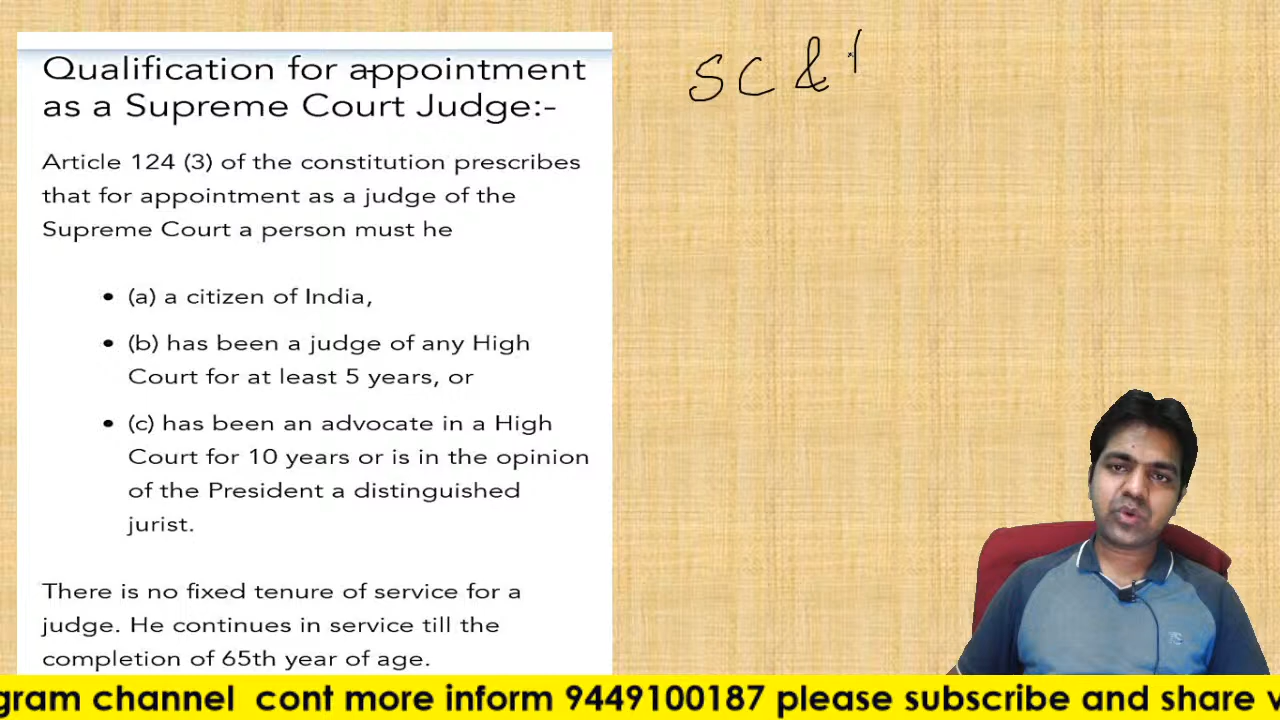 Qualification for appointment
as a Supreme Court Judge:-
Article 124 (3) of the constitution prescribes
that for appointment as a judge of the
Supreme Court a person must he
• (a) a citizen of India,
• (b) has been a judge of any High
Court for at least 5 years, or
• (c) has been an advocate in a High
Court for 10 years or is in the opinion
of the President a distinguished
jurist.
There is no fixed tenure of service for a
judge. He continues in service till the
completion of 65th year of age.
SC &
gram channel cont more inform 9449100187 please subscribe and share